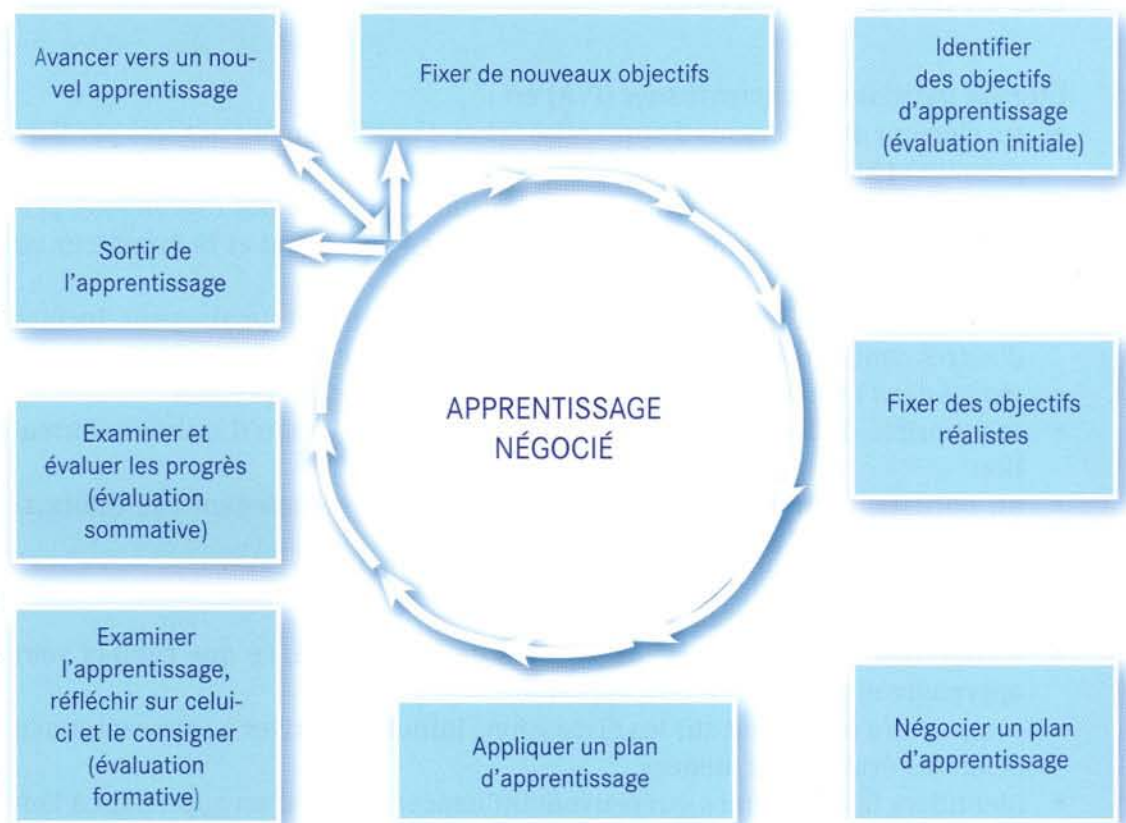 Avancer vers un nou-
vel apprentissage
Fixer de nouveaux objectifs
Identifier
des objectifs
d'apprentissage
(évaluation initiale)
Sortir de
l'apprentissage
APPRENTISSAGE
NÉGOCIÉ
Fixer des objectifs
réalistes
Examiner et
évaluer les progrès
(évaluation
sommative)
Examiner
l'apprentissage,
réfléchir sur celui-
ci et le consigner
(évaluation
formative)
Appliquer un plan
d'apprentissage
Négocier un plan
d'apprentissage